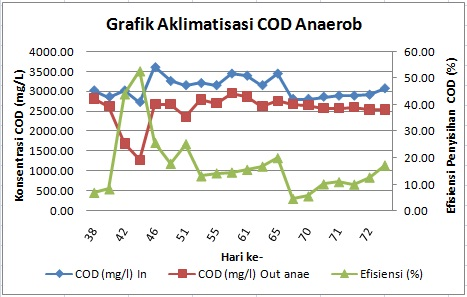 Grafik Aklimatisasi COD Anaerob
Konsentrasi COD (mg/L)
4000.00
3500.00
3000.00
2500.00
2000.00
1500.00
1000.00
500.00
0.00
60.00
50.00
40.00
30.00
20.00
10.00
0.00
Efisiensi Penyisihan COD (%)
38 42 46 51 55 61 65 70 71 72
Hari ke-
COD (mg/l) In COD (mg/l) Out anae Efisiensi (%)